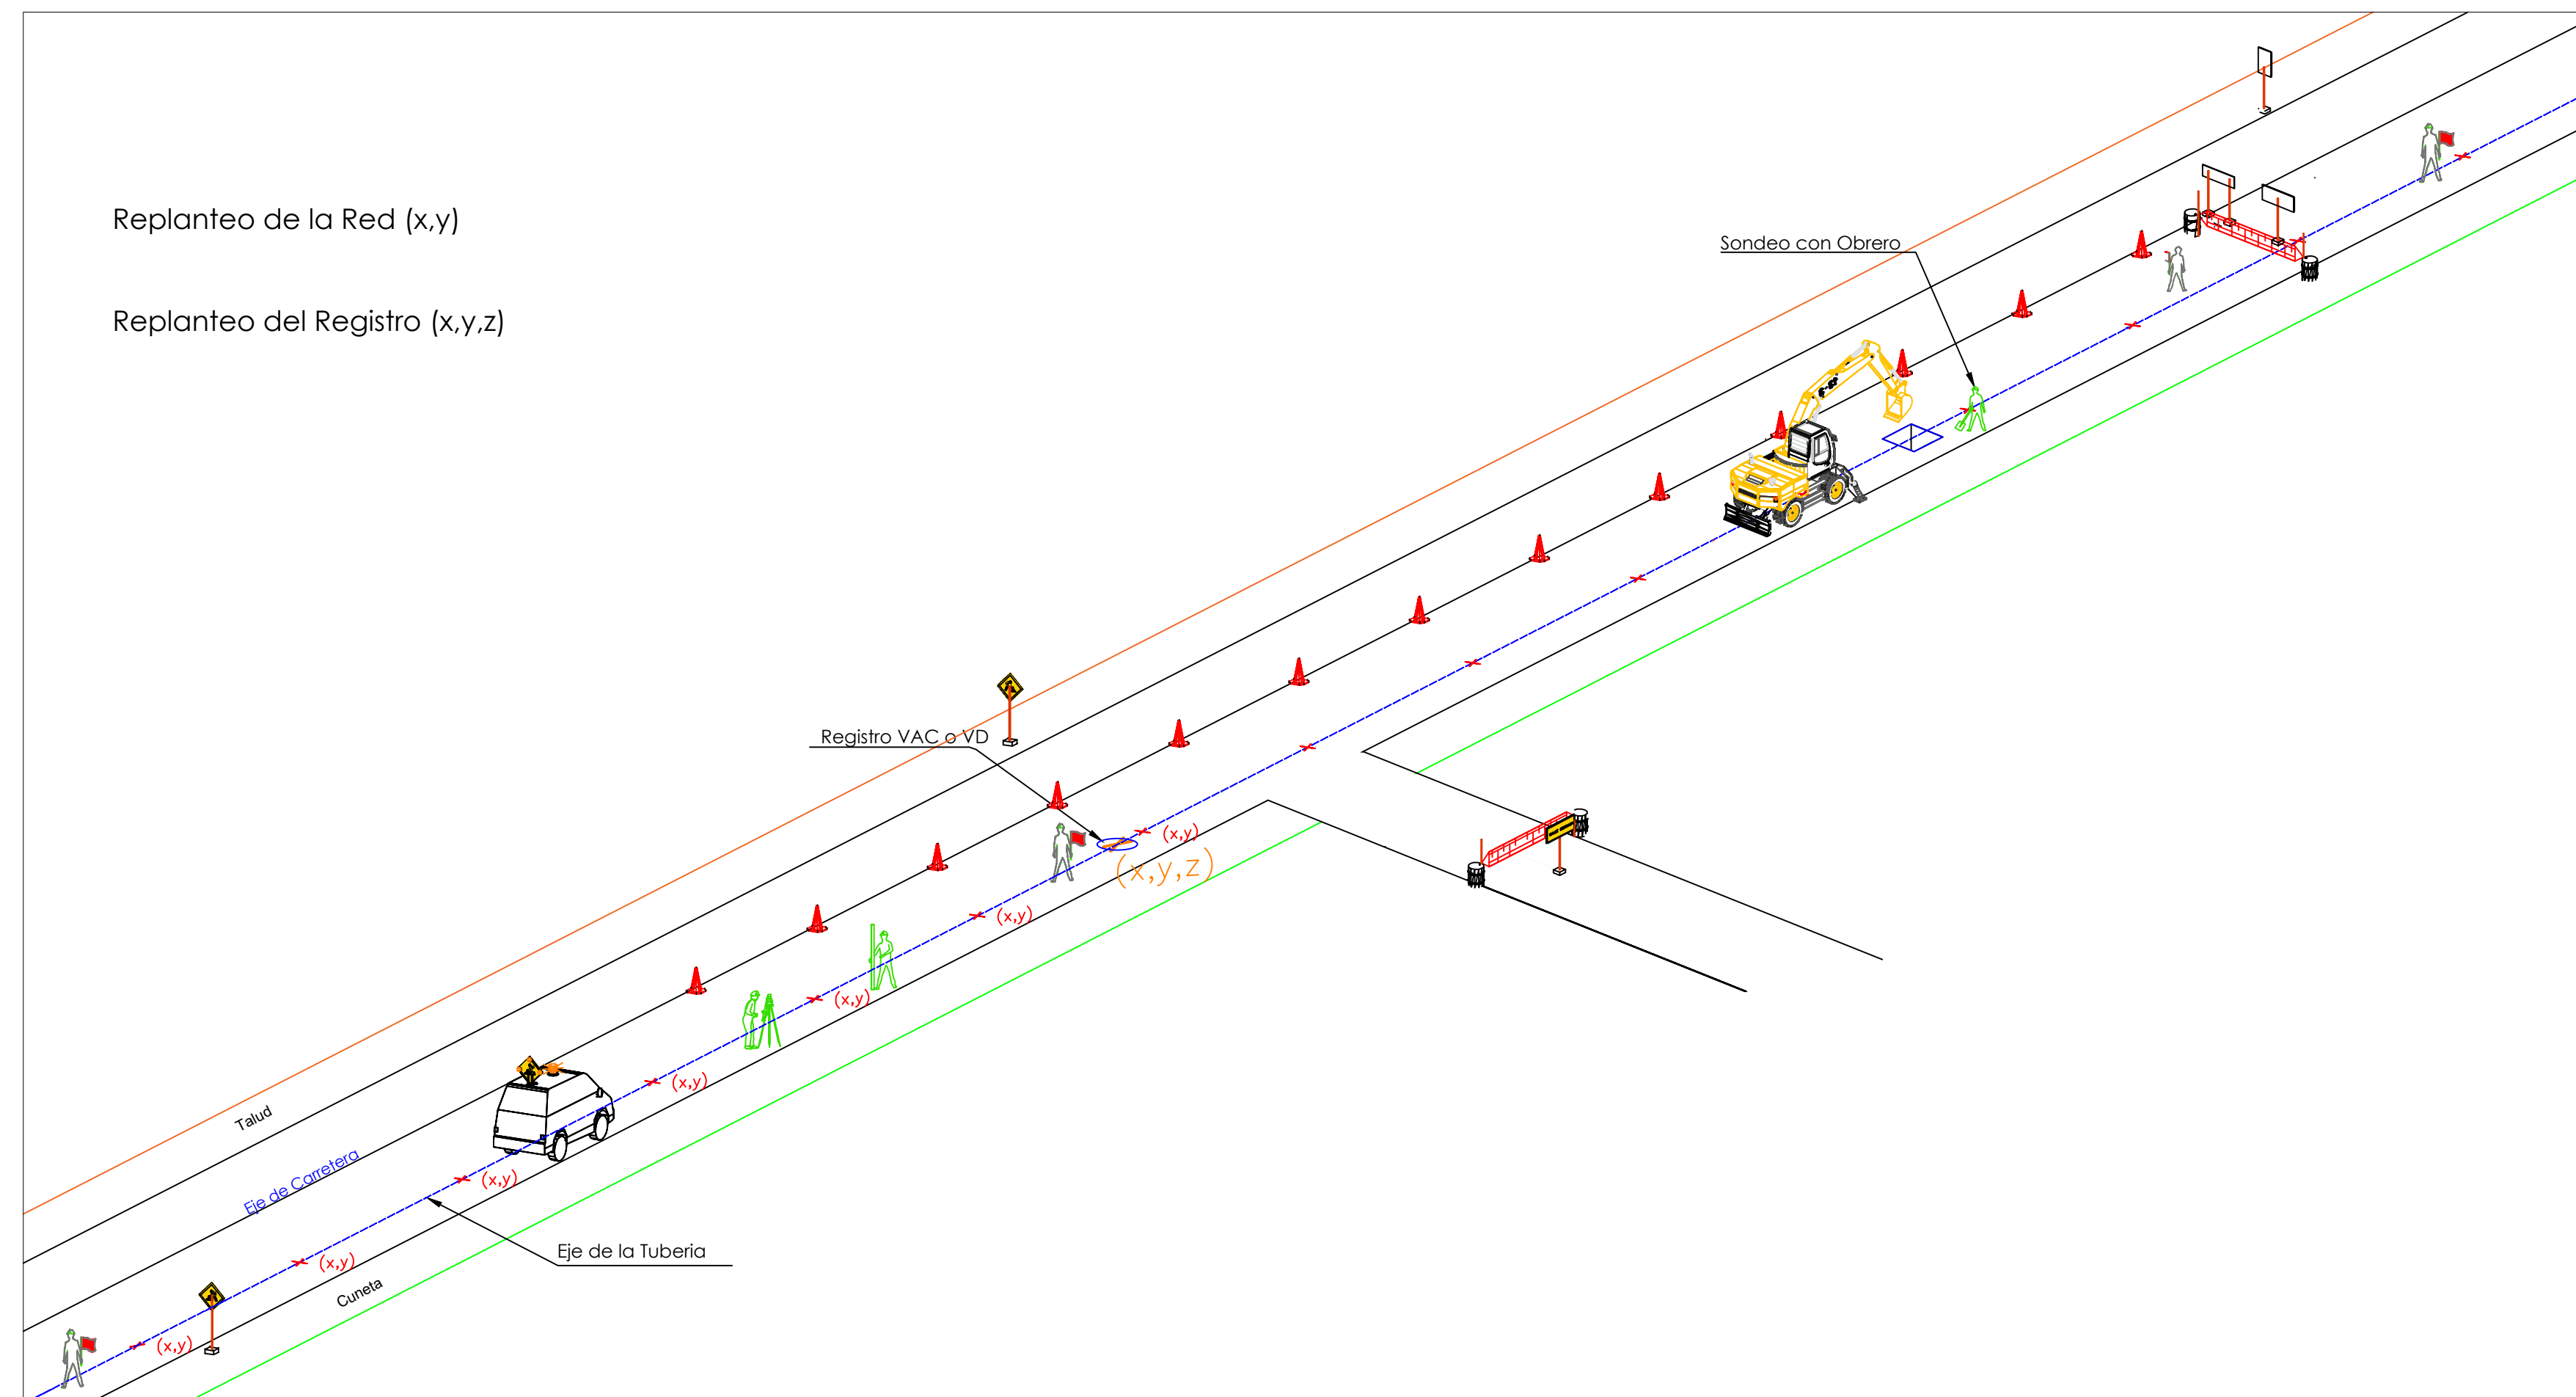 Replanteo de la Red (x,y)
Sondeo con Obrero
Replanteo del Registro (x,y,z)
Registro VAC o VD
(x,y)
(x,y,z)
(x,y)
(x,y)
(x,y)
Talud
Eje de Carretera
(x,y)
Eje de la Tuberia
(x,y)
Cuneta
(x,y)